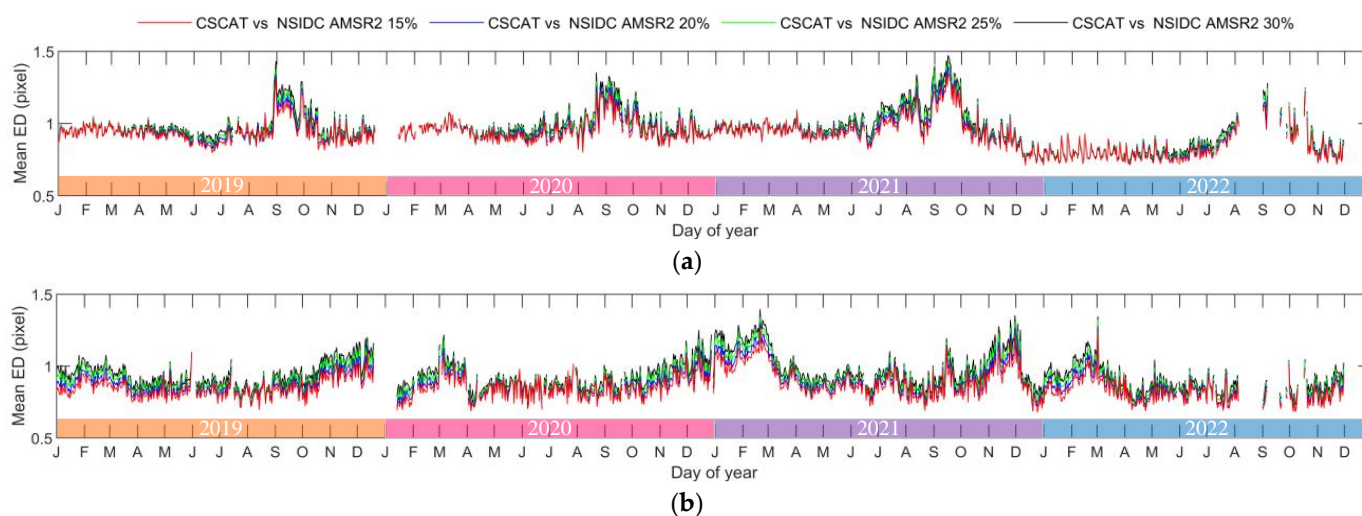 CSCAT vs NSIDC AMSR2 15% CSCAT vs NSIDC AMSR2 20% CSCAT vs NSIDC AMSR2 25% CSCAT vs NSIDC AMSR2 30%
1.5
1
0.5
Mean ED (pixel)
2019 2020 2021 2022
J F M A M J J A S O N D J F M A M J J A S O N D J F M A M J J A S O N D J F M A M J J A S O N D
Day of year
(a)
1.5
1
0.5
Mean ED (pixel)
2019 2020 2021 2022
J F M A M J J A S O N D J F M A M J J A S O N D J F M A M J J A S O N D J F M A M J J A S O N D
Day of year
(b)